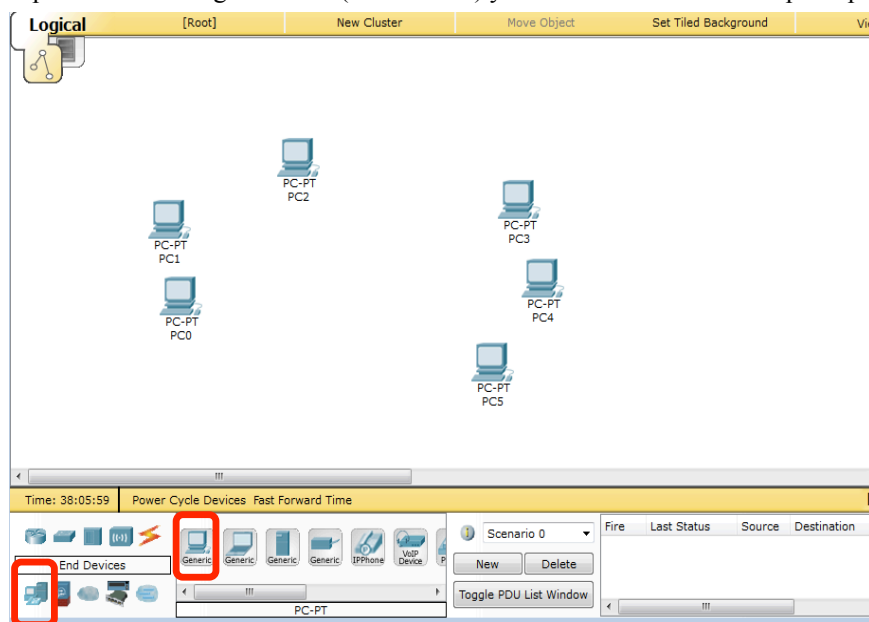 Logical [Root] New Cluster Move Object Set Tiled Background
PC-PT
PC2
PC-PT
PC3
PC-PT
PC1
PC-PT
PC4
PC-PT
PC0
PC-PT
PC5
Time: 38:05:59 Power Cycle Devices Fast Forward Time
Scenario 0 Fire Last Status Source Destination
Generic Generic Generic Generic IPPhone VoIP Device
End Devices New Delete
Toggle PDU List Window
PC-PT